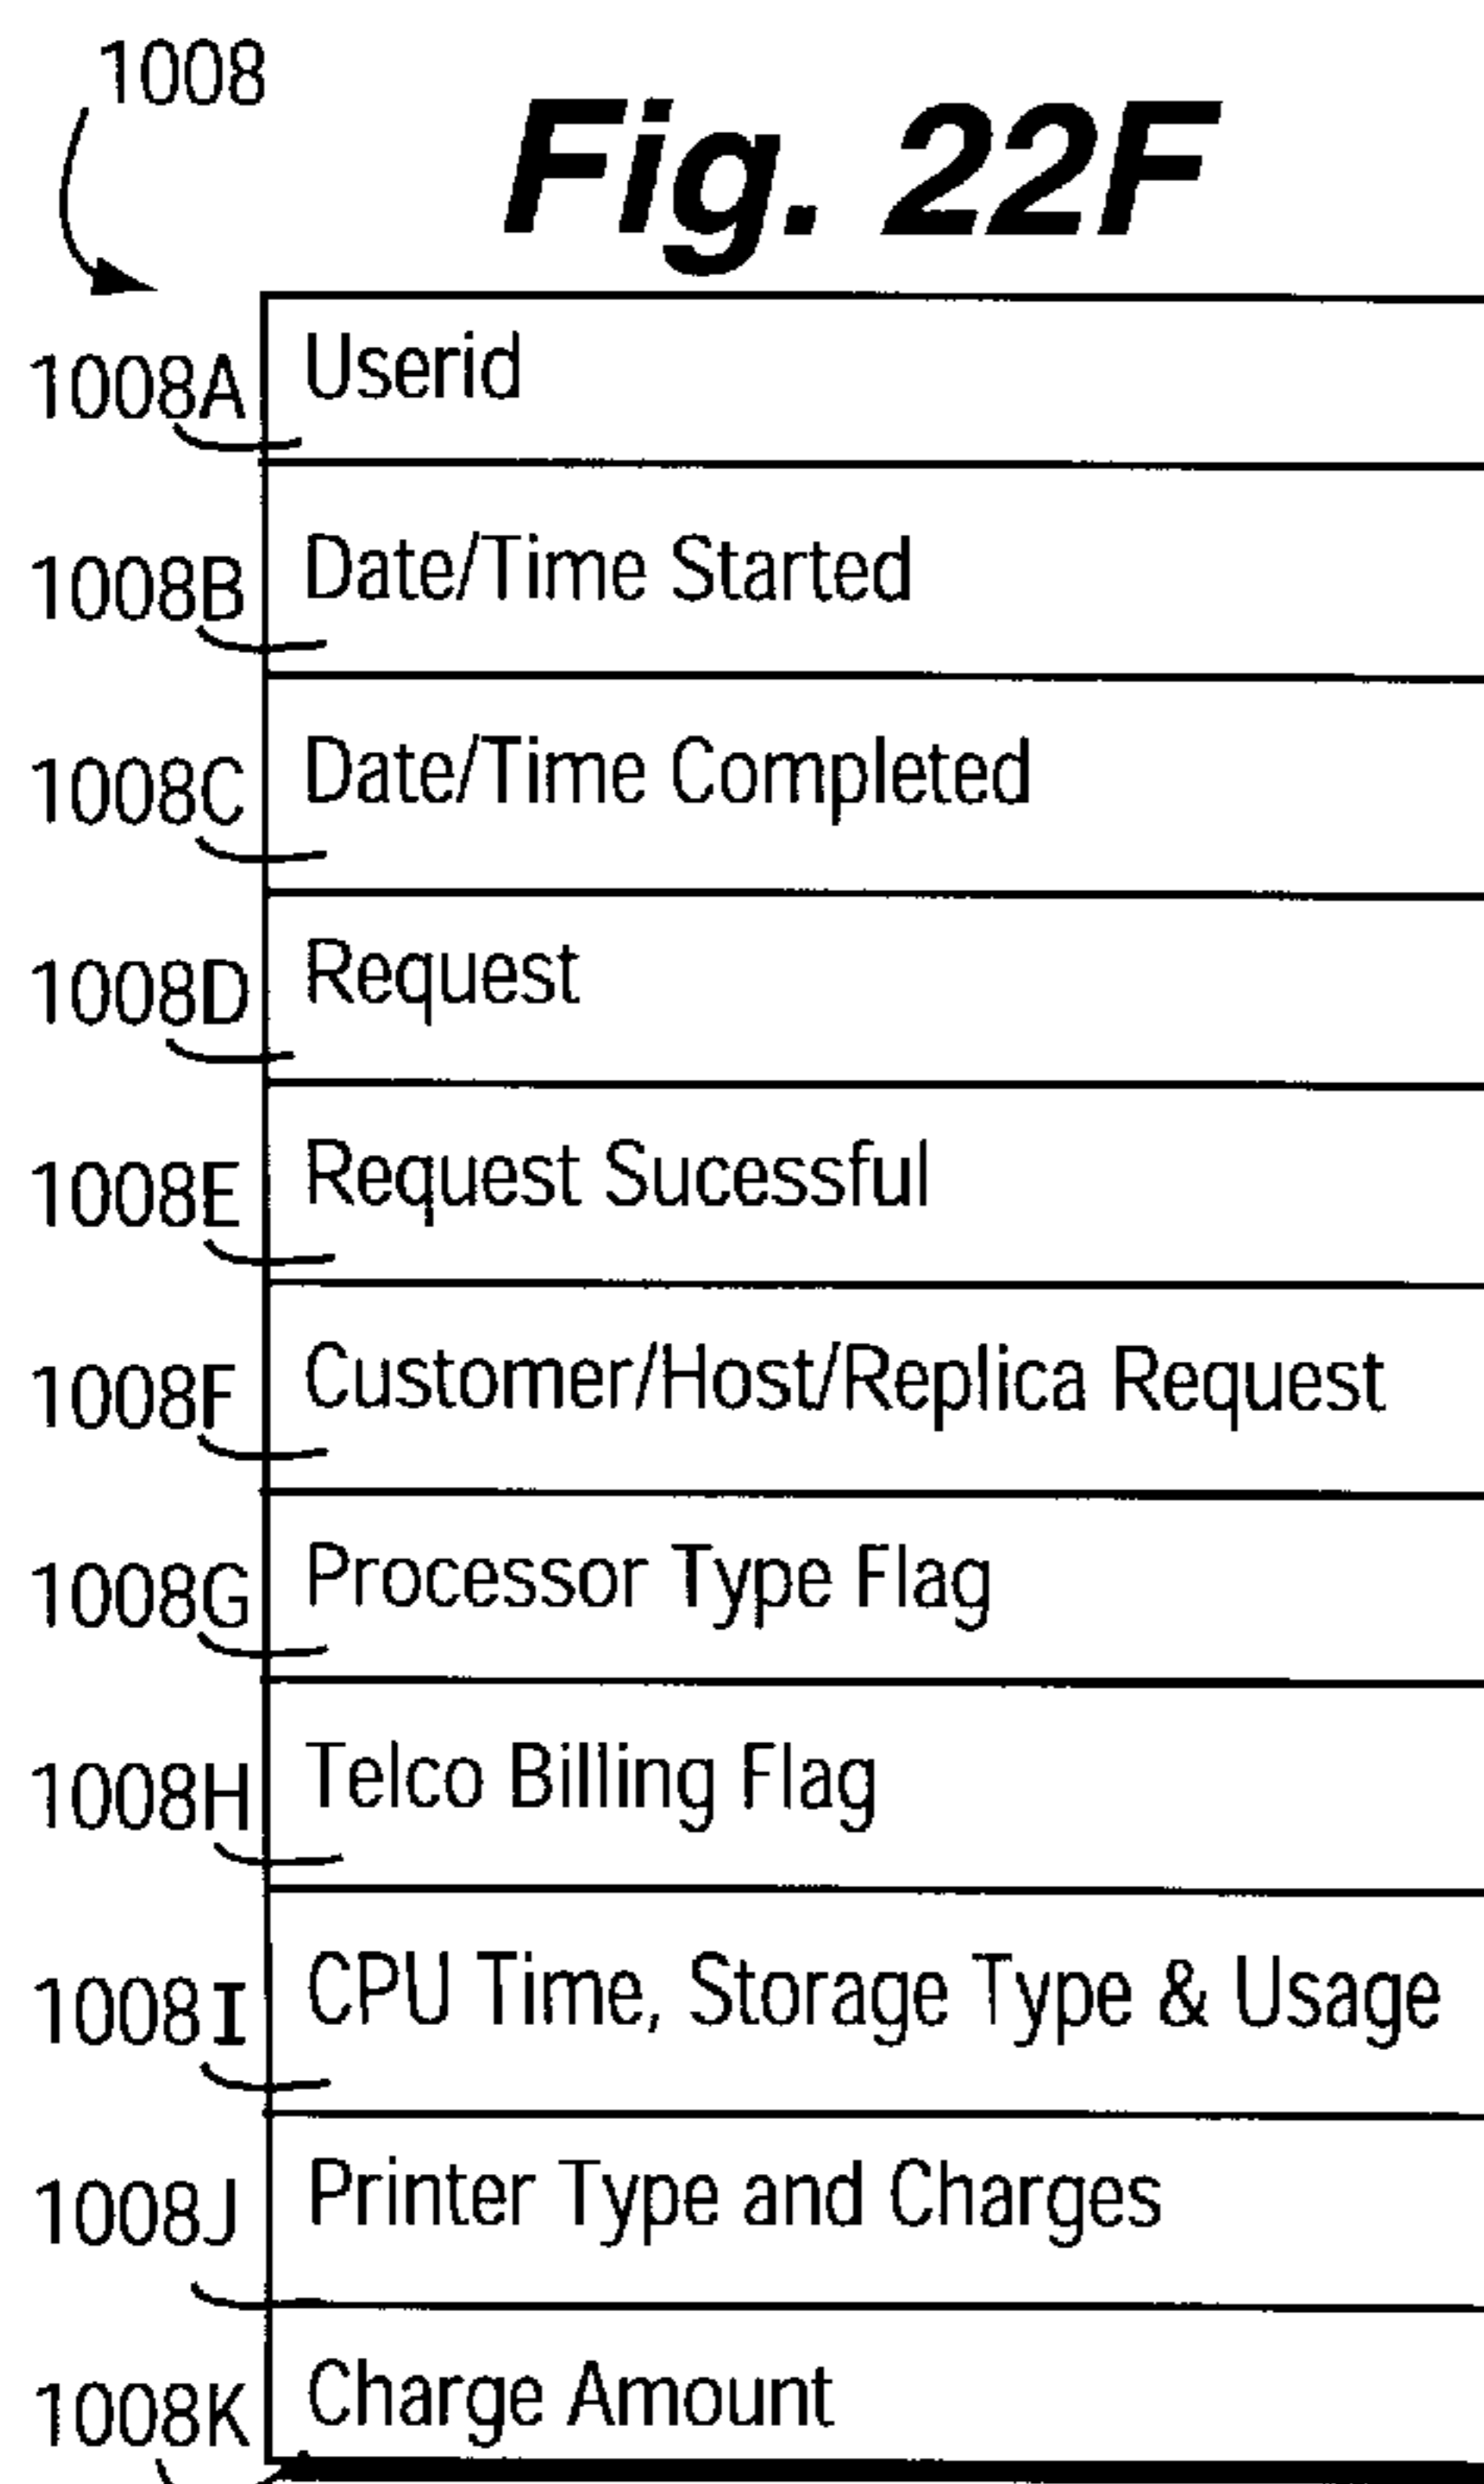 1008
Fig. 22F
1008A Userid
1008B Date/Time Started
1008C Date/Time Completed
1008D Request
1008E Request Sucessful
1008F Customer/Host/Replica Request
1008G Processor Type Flag
1008H Telco Billing Flag
1008I CPU Time, Storage Type & Usage
1008J Printer Type and Charges
1008K Charge Amount